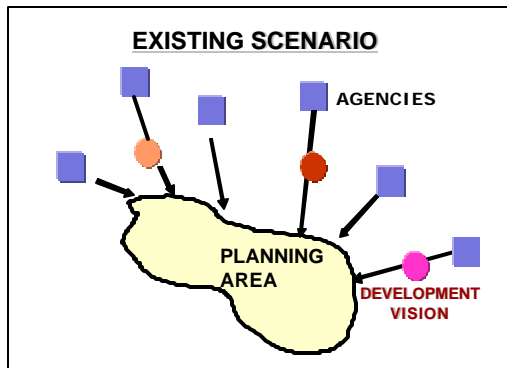 EXISTING SCENARIO
AGENCIES
PLANNING
AREA
DEVELOPMENT
VISION